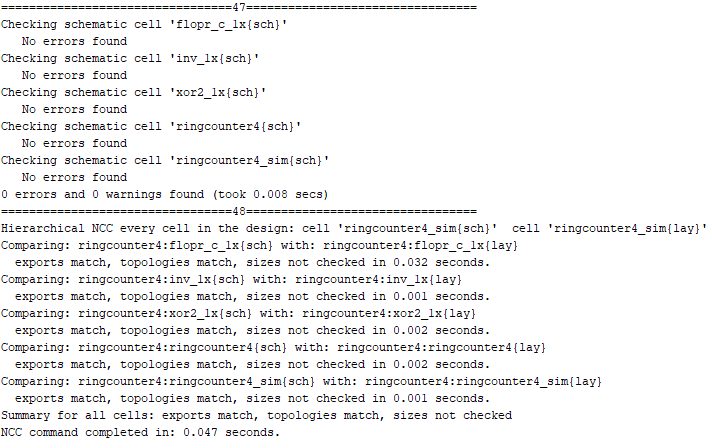 =================================47=================================
Checking schematic cell 'flopr_c_1x{sch}'
No errors found
Checking schematic cell 'inv_1x{sch}'
No errors found
Checking schematic cell 'xor2_1x{sch}'
No errors found
Checking schematic cell 'ringcounter4{sch}'
No errors found
Checking schematic cell 'ringcounter4_sim{sch}'
No errors found
0 errors and 0 warnings found (took 0.008 secs)
=================================48=================================
Hierarchical NCC every cell in the design: cell 'ringcounter4_sim{sch}'  cell 'ringcounter4_sim{lay}'
Comparing: ringcounter4:flopr_c_1x{sch} with: ringcounter4:flopr_c_1x{lay}
exports match, topologies match, sizes not checked in 0.032 seconds.
Comparing: ringcounter4:inv_1x{sch} with: ringcounter4:inv_1x{lay}
exports match, topologies match, sizes not checked in 0.001 seconds.
Comparing: ringcounter4:xor2_1x{sch} with: ringcounter4:xor2_1x{lay}
exports match, topologies match, sizes not checked in 0.002 seconds.
Comparing: ringcounter4:ringcounter4{sch} with: ringcounter4:ringcounter4{lay}
exports match, topologies match, sizes not checked in 0.002 seconds.
Comparing: ringcounter4:ringcounter4_sim{sch} with: ringcounter4:ringcounter4_sim{lay}
exports match, topologies match, sizes not checked in 0.001 seconds.
Summary for all cells: exports match, topologies match, sizes not checked
NCC command completed in: 0.047 seconds.